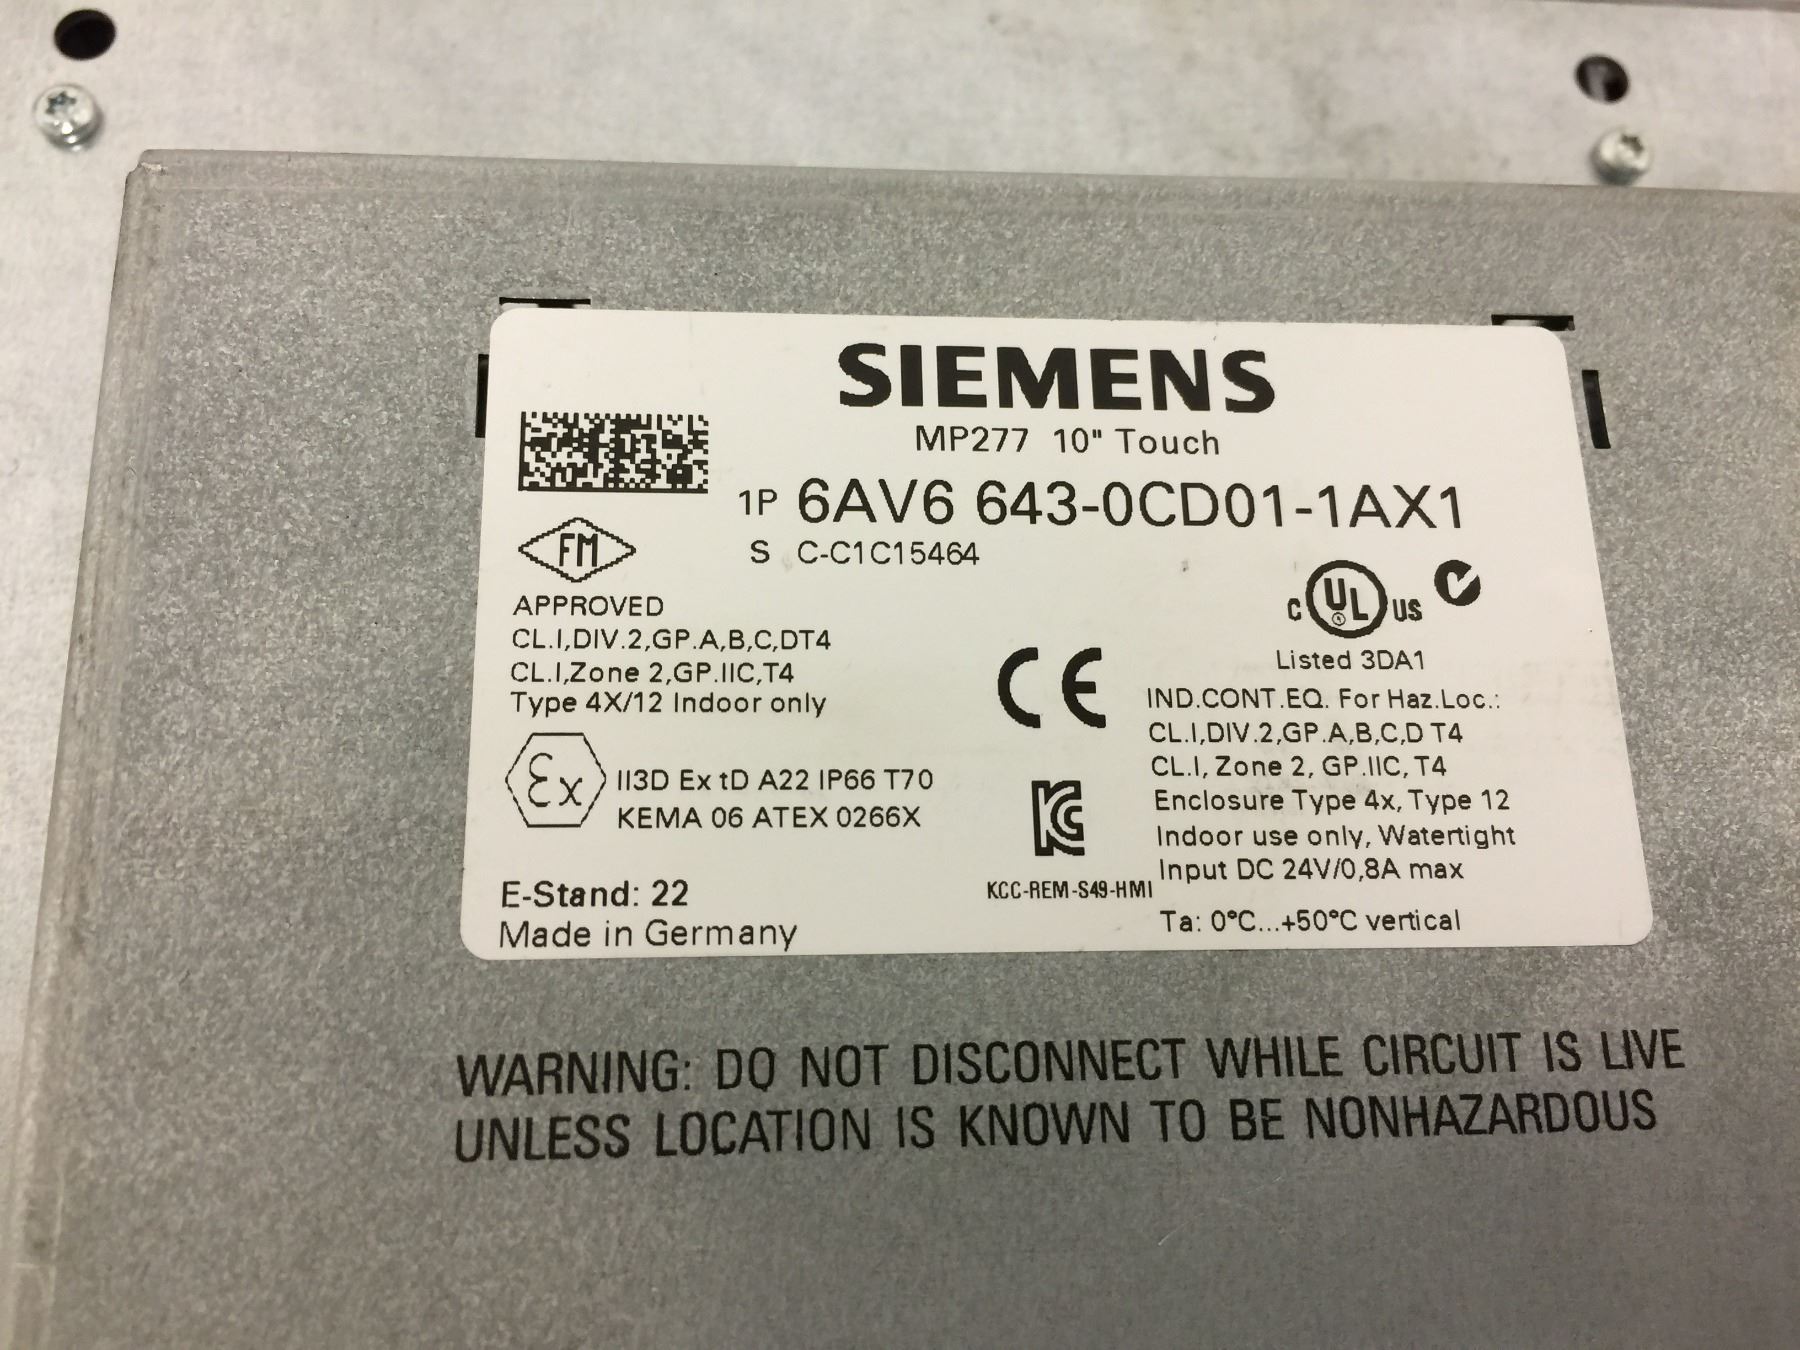 SIEMENS
MP277 10" Touch
1P 6AV6 643-0CD01-1AX1
S C-C1C15464
FM
APPROVED
CL.I,DIV.2,GP.A,B,C,DT4
CL.I,Zone 2,GP.IIC,T4
Type 4X/12 Indoor only
Ex II3D Ex tD A22 IP66 T70
KEMA 06 ATEX 0266X
E-Stand: 22
Made in Germany
CE
KC
KCC-REM-S49-HMI
C UL US
Listed 3DA1
IND.CONT.EQ. For Haz.Loc.:
CL.I,DIV.2,GP.A,B,C,D T4
CL.I, Zone 2, GP.IIC, T4
Enclosure Type 4x, Type 12
Indoor use only, Watertight
Input DC 24V/0,8A max
Ta: 0°C...+50°C vertical
WARNING: DO NOT DISCONNECT WHILE CIRCUIT IS LIVE
UNLESS LOCATION IS KNOWN TO BE NONHAZARDOUS